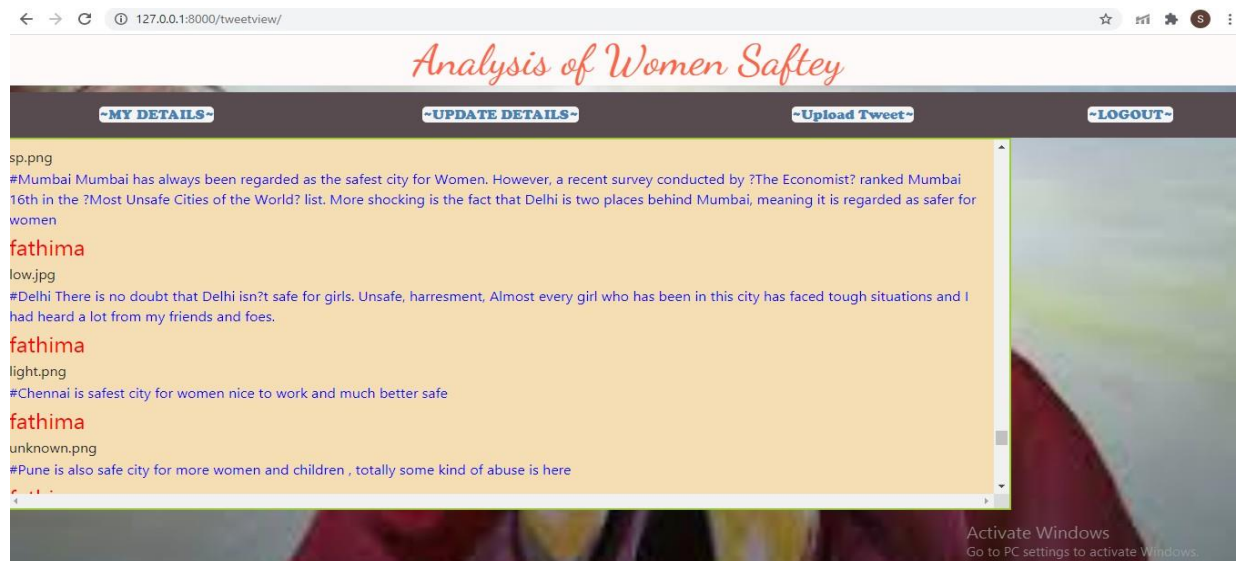 127.0.0.1:8000/tweetview/
S
Analysis of Women Saftey
~MY DETAILS~ ~UPDATE DETAILS~ ~Upload Tweet~ ~LOGOUT~
sp.png
#Mumbai Mumbai has always been regarded as the safest city for Women. However, a recent survey conducted by ?The Economist? ranked Mumbai
16th in the ?Most Unsafe Cities of the World? list. More shocking is the fact that Delhi is two places behind Mumbai, meaning it is regarded as safer for
women
fathima
low.jpg
#Delhi There is no doubt that Delhi isn?t safe for girls. Unsafe, harresment, Almost every girl who has been in this city has faced tough situations and I
had heard a lot from my friends and foes.
fathima
light.png
#Chennai is safest city for women nice to work and much better safe
fathima
unknown.png
#Pune is also safe city for more women and children , totally some kind of abuse is here
Activate Windows
Go to PC settings to activate Windows.